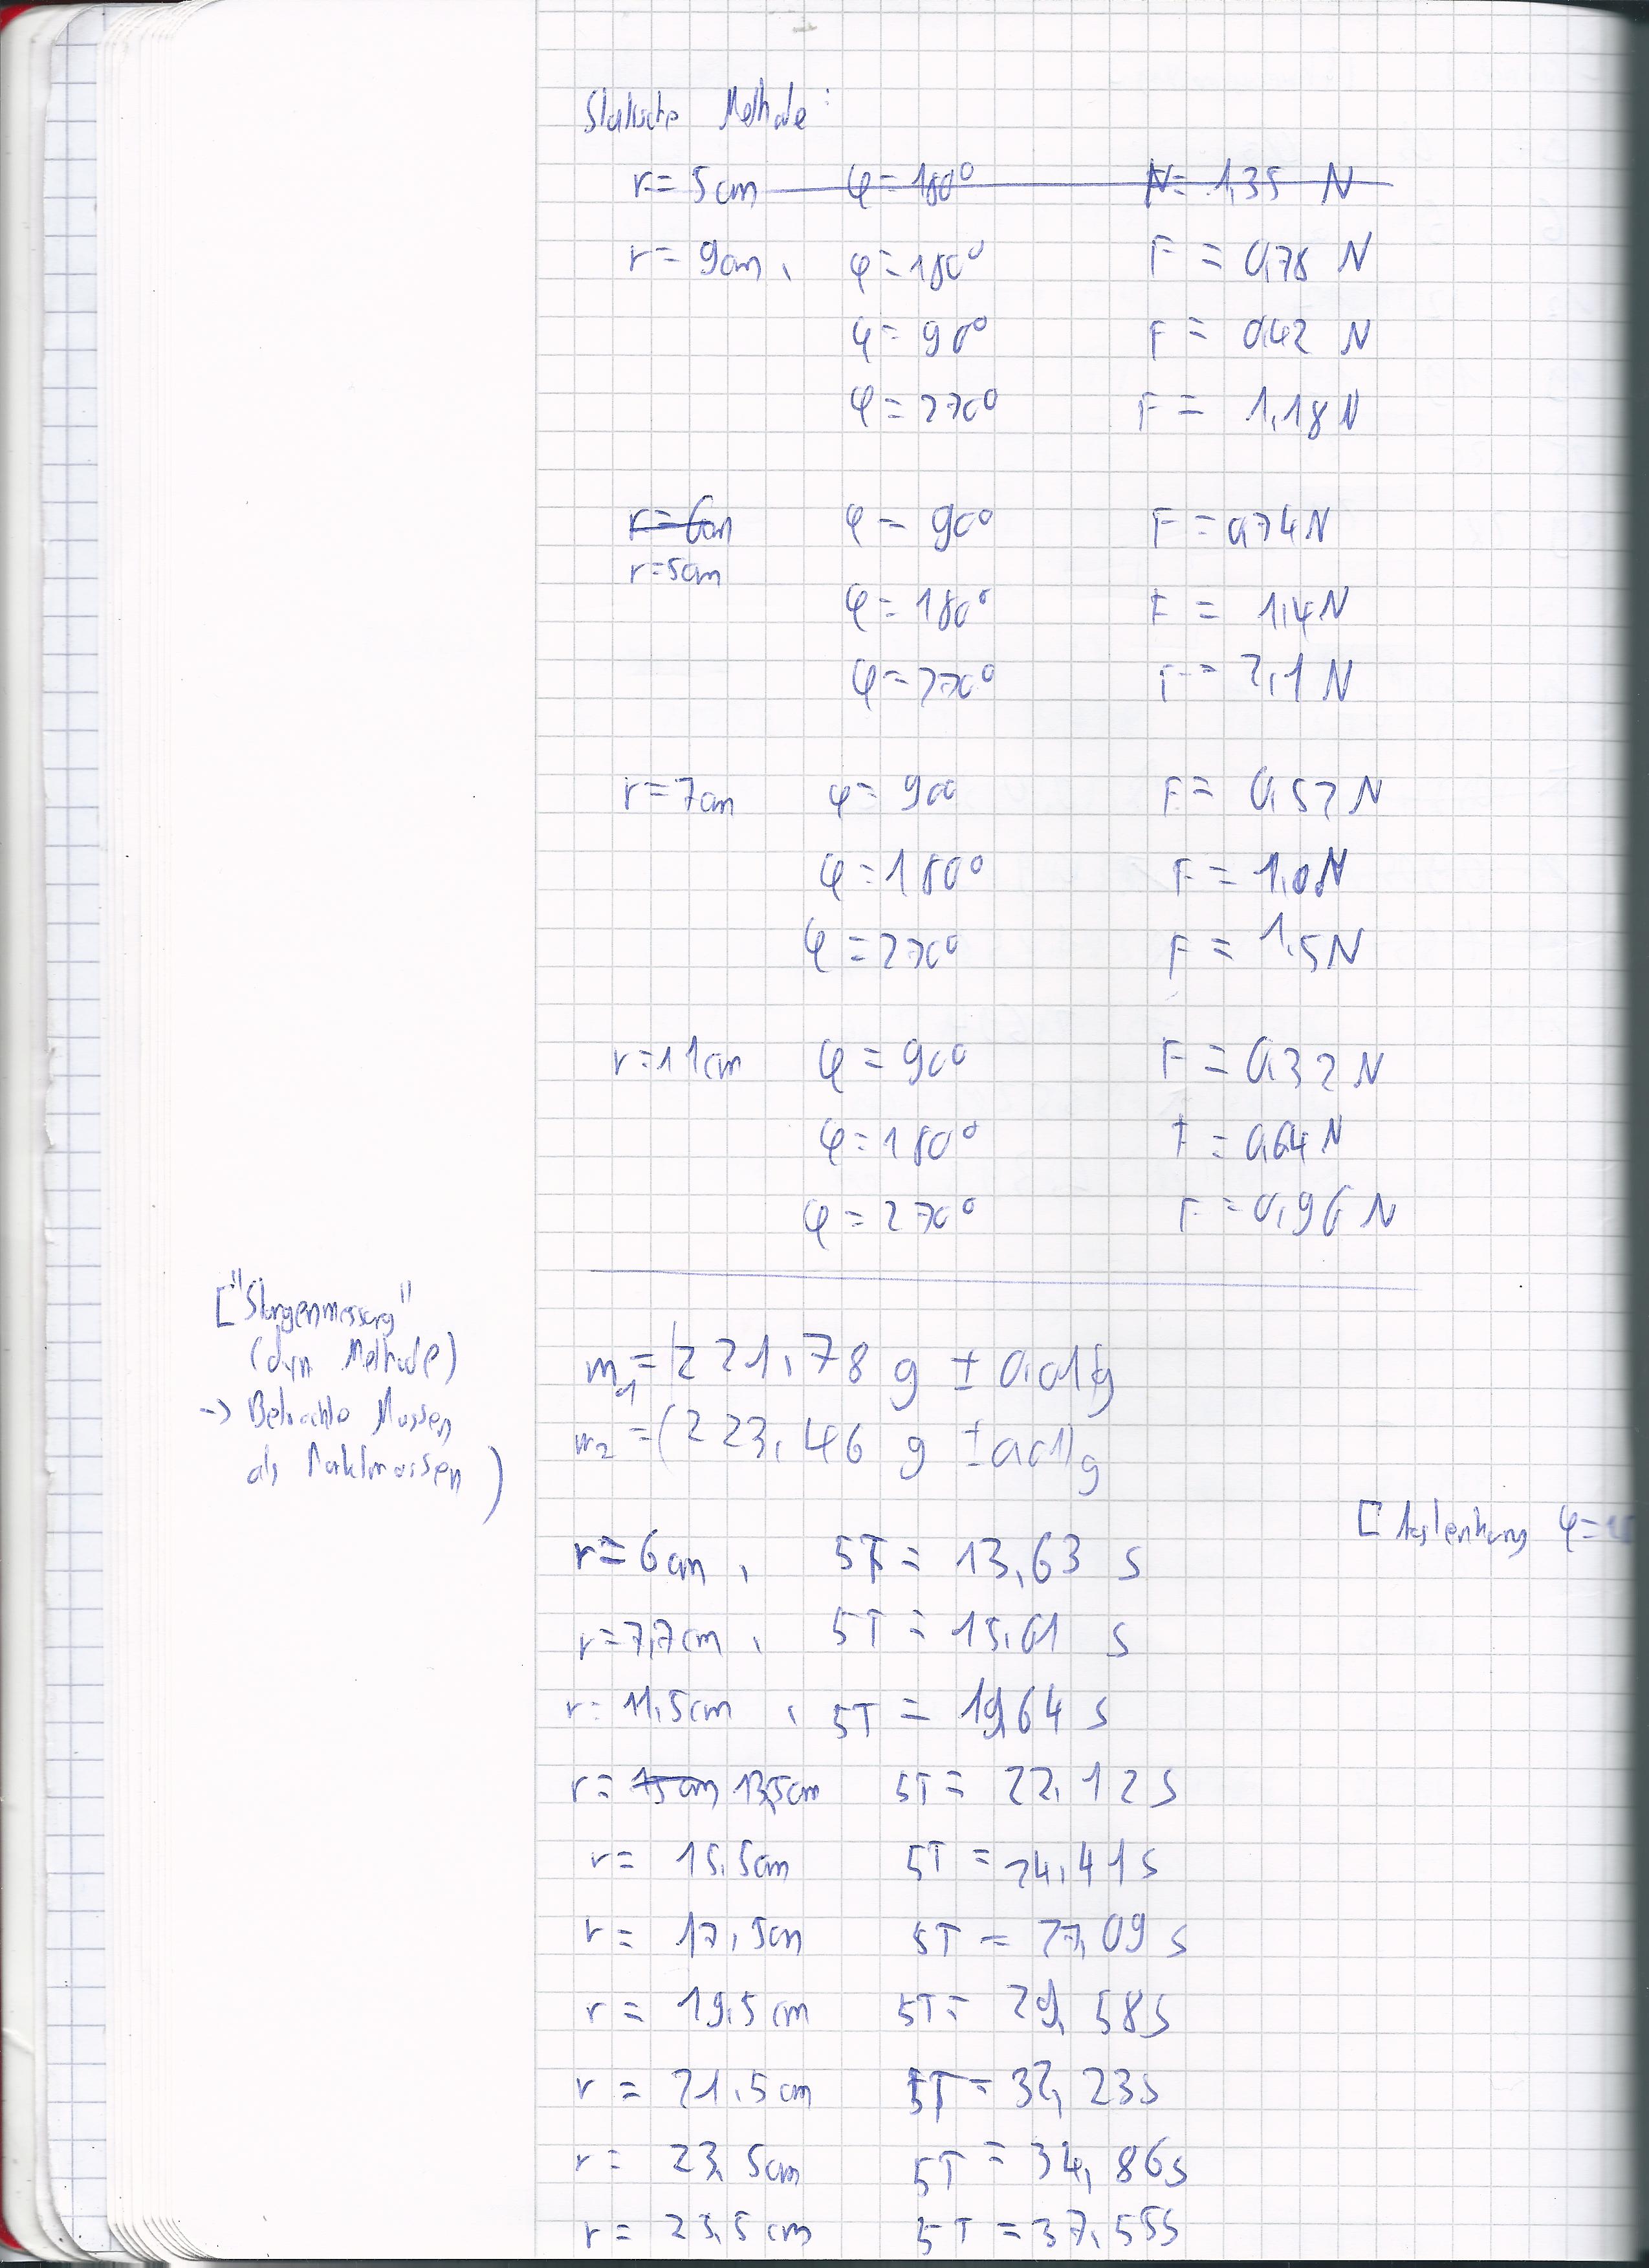 Statische Methode:
r = 5cm φ = 180° N = 1,35 N
r = 9cm, φ = 180° F = 0,78 N
φ = 90° F = 0,42 N
φ = 270° F = 1,18 N
r = 6cm φ = 90° F = 0,74 N
r = 5cm
φ = 180° F = 1,4 N
φ = 270° F = 2,1 N
r = 7cm φ = 90° F = 0,52 N
φ = 180° F = 1,0 N
φ = 270° F = 1,5 N
r = 11cm φ = 90° F = 0,32 N
φ = 180° F = 0,64 N
φ = 270° F = 0,96 N
["Stangenmessung"
(dyn Methode)
-> Betrachte Massen
als Punktmassen )
m1 = (221,78 g ± 0,01)g
m2 = (223,46 g ± 0,01)g
[ Auslenkung φ =
r = 6cm, 5T = 13,63 s
r = 7,7cm, 5T = 15,61 s
r = 11,5cm, 5T = 19,64 s
r = 15cm 13,5cm 5T = 22,12 s
r = 15,5cm 5T = 24,41 s
r = 17,5cm 5T = 27,09 s
r = 19,5 cm 5T = 29,58 s
r = 21,5 cm 5T = 32,23 s
r = 23,5cm 5T = 34,86 s
r = 25,5 cm 5T = 37,55 s